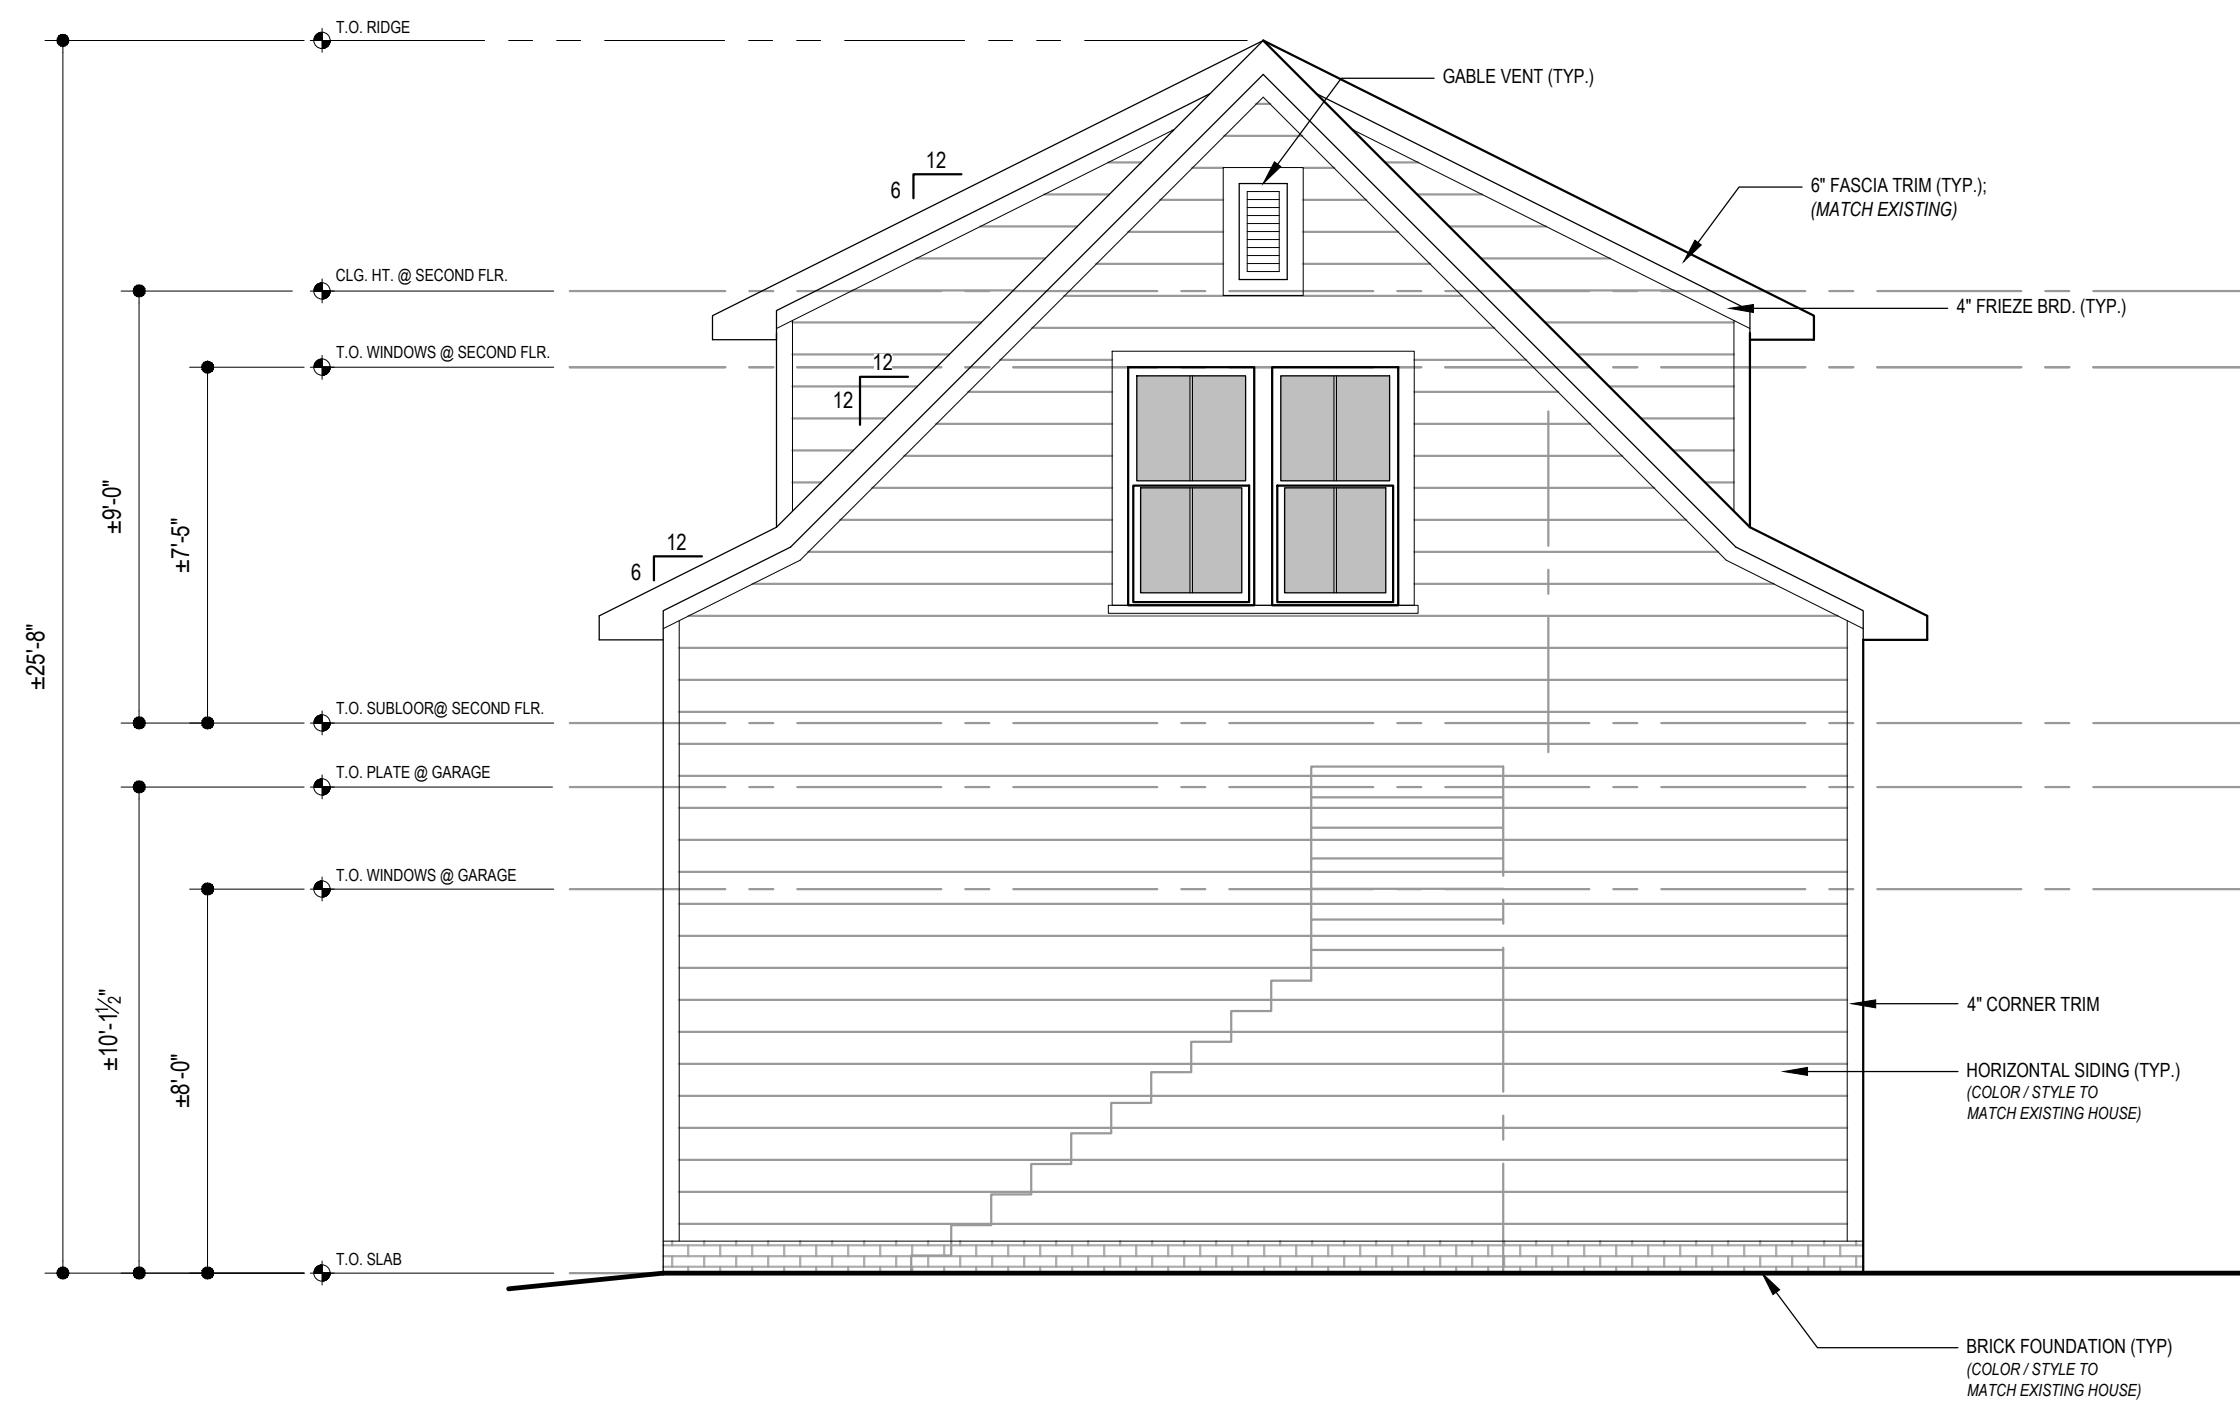 T.O. RIDGE
GABLE VENT (TYP.)
12
6
6" FASCIA TRIM (TYP.);
(MATCH EXISTING)
CLG. HT. @ SECOND FLR.
4" FRIEZE BRD. (TYP.)
T.O. WINDOWS @ SECOND FLR.
12
12
±9'-0"
±7'-5"
12
6
±25'-8"
T.O. SUBLOOR@ SECOND FLR.
T.O. PLATE @ GARAGE
T.O. WINDOWS @ GARAGE
±10'-1½"
±8'-0"
4" CORNER TRIM
HORIZONTAL SIDING (TYP.)
(COLOR / STYLE TO
MATCH EXISTING HOUSE)
T.O. SLAB
BRICK FOUNDATION (TYP)
(COLOR / STYLE TO
MATCH EXISTING HOUSE)